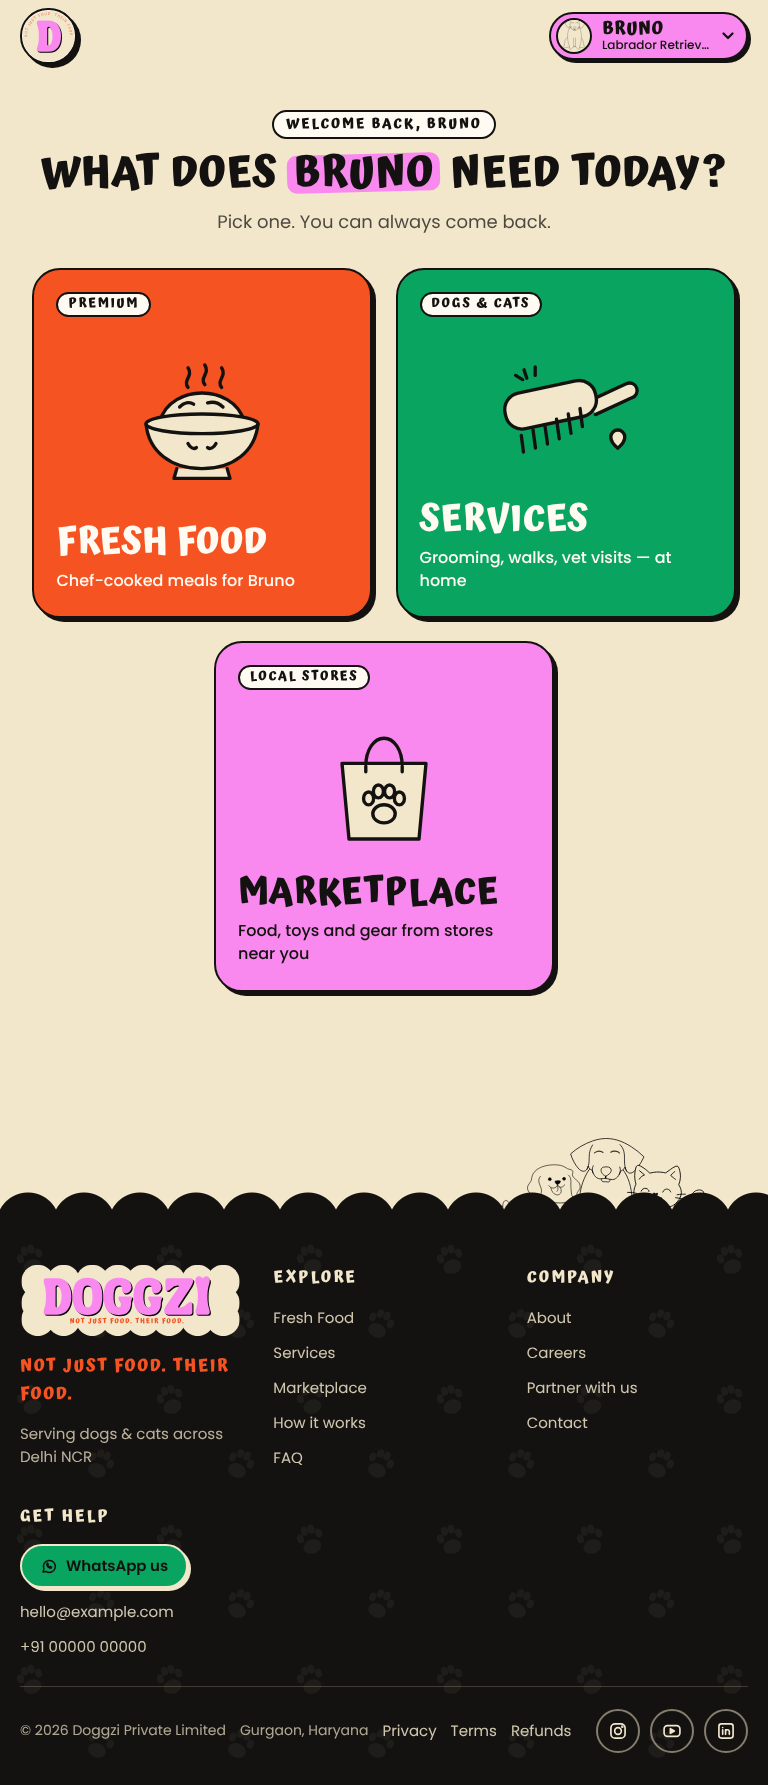 D
BRUNO
Labrador Retriev...
WELCOME BACK, BRUNO
WHAT DOES BRUNO NEED TODAY?
Pick one. You can always come back.
PREMIUM
FRESH FOOD
Chef-cooked meals for Bruno
DOGS & CATS
SERVICES
Grooming, walks, vet visits — at
home
LOCAL STORES
MARKETPLACE
Food, toys and gear from stores
near you
DOGGZI
NOT JUST FOOD. THEIR FOOD.
NOT JUST FOOD. THEIR
FOOD.
Serving dogs & cats across
Delhi NCR
EXPLORE
Fresh Food
Services
Marketplace
How it works
FAQ
COMPANY
About
Careers
Partner with us
Contact
GET HELP
WhatsApp us
hello@example.com
+91 00000 00000
© 2026 Doggzi Private Limited Gurgaon, Haryana Privacy Terms Refunds